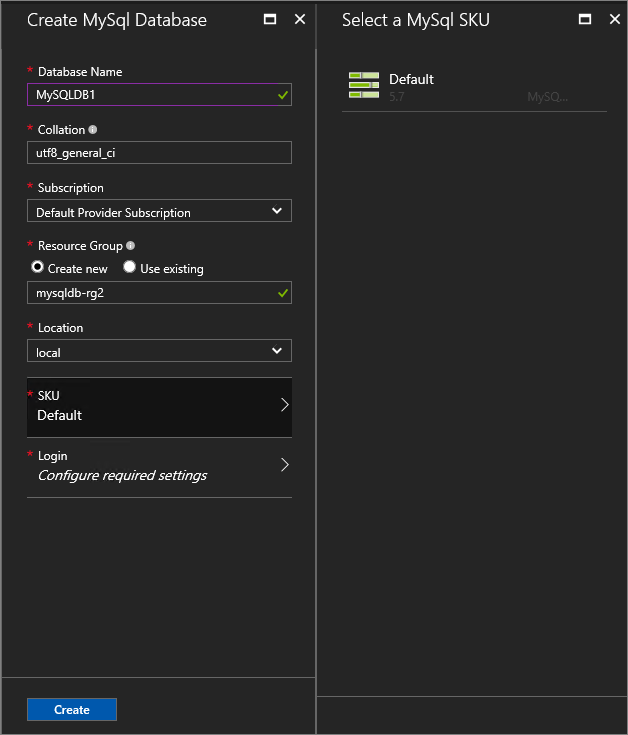 Create MySql Database
* Database Name
MySQLDB1
* Collation
utf8_general_ci
* Subscription
Default Provider Subscription
* Resource Group
Create new Use existing
mysqldb-rg2
* Location
local
* SKU
Default
* Login
Configure required settings
Create
Select a MySql SKU
Default
5.7 MySQ...